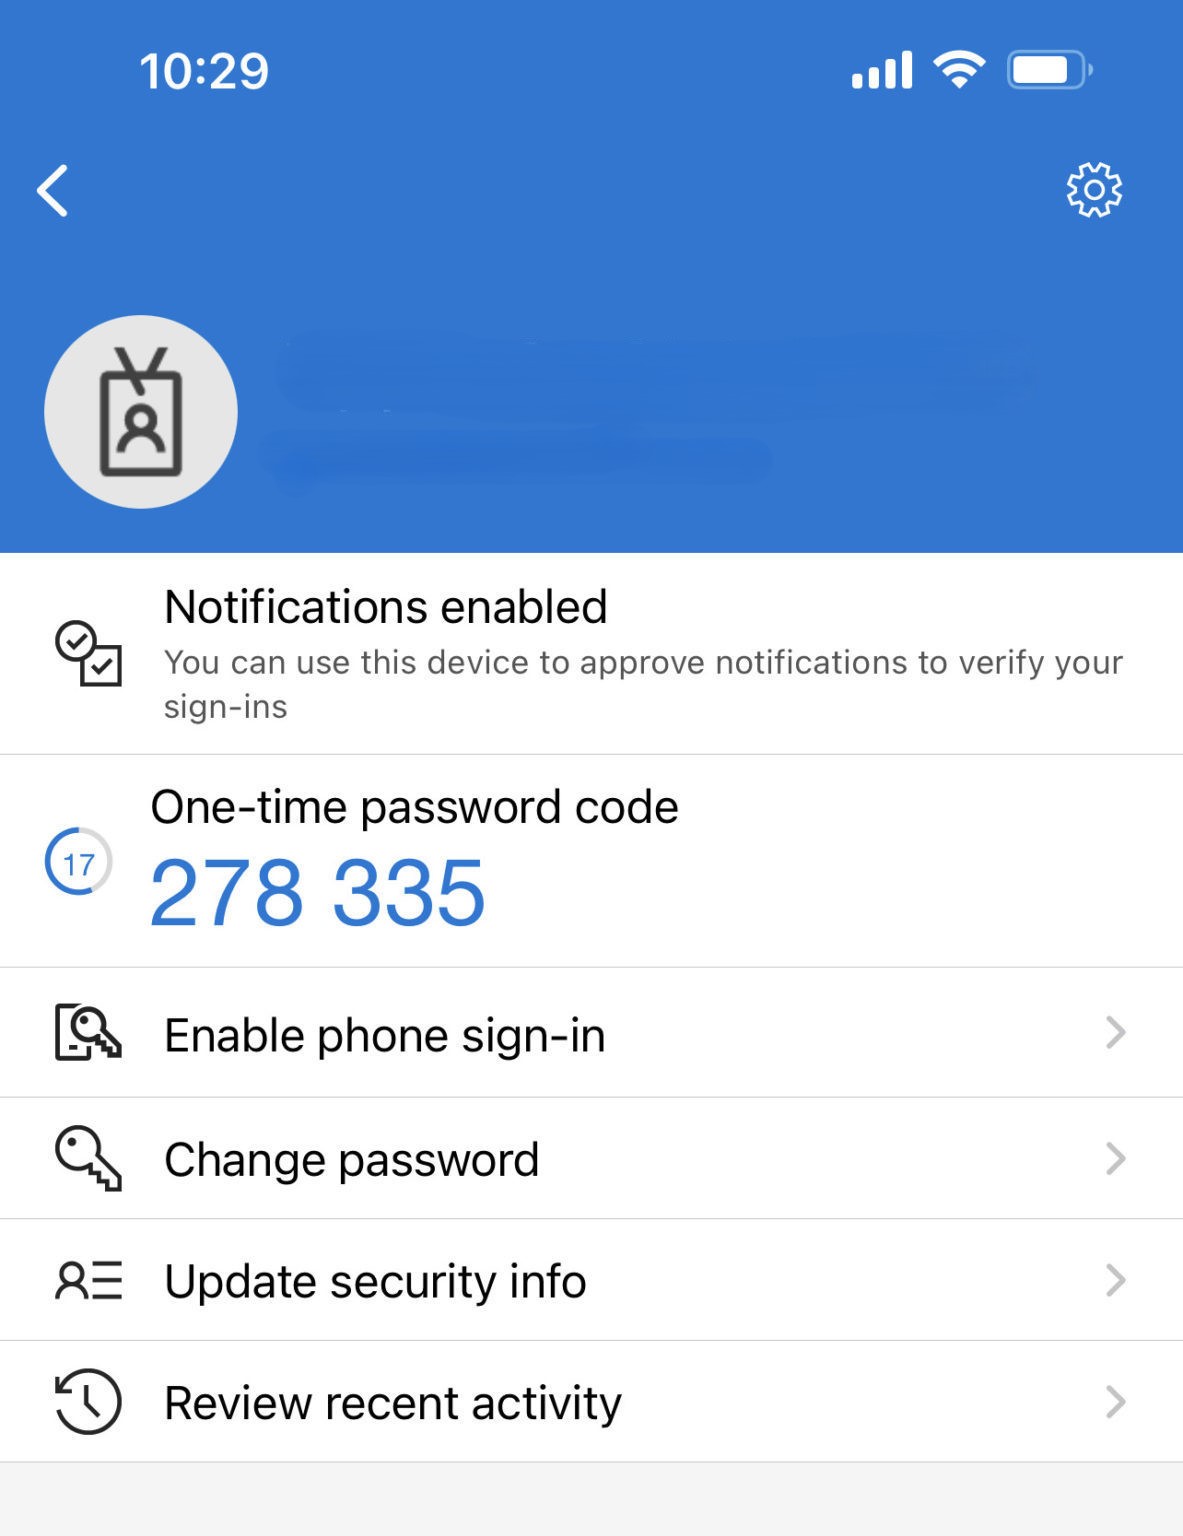 10:29
Notifications enabled
You can use this device to approve notifications to verify your
sign-ins
One-time password code
17
278 335
Enable phone sign-in
Change password
Update security info
Review recent activity